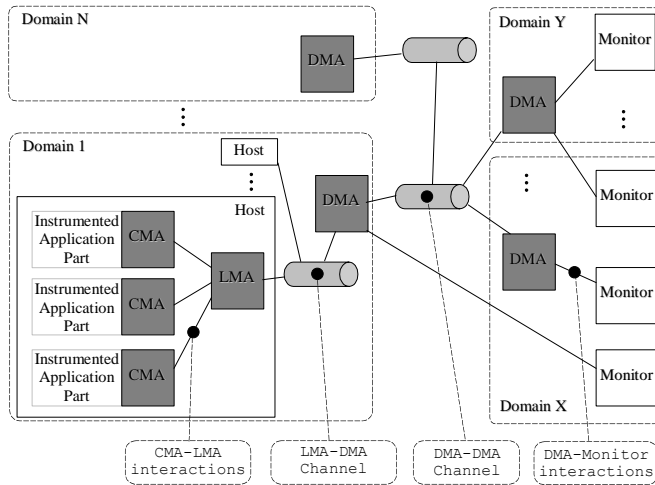 Domain N
DMA
Domain Y
Monitor
DMA
⋮
⋮
Domain 1
Host
⋮
Host
DMA
⋮
Monitor
Instrumented
Application
Part
CMA
LMA
DMA
Instrumented
Application
Part
CMA
Monitor
Instrumented
Application
Part
CMA
Monitor
Domain X
CMA-LMA
interactions
LMA-DMA
Channel
DMA-DMA
Channel
DMA-Monitor
interactions